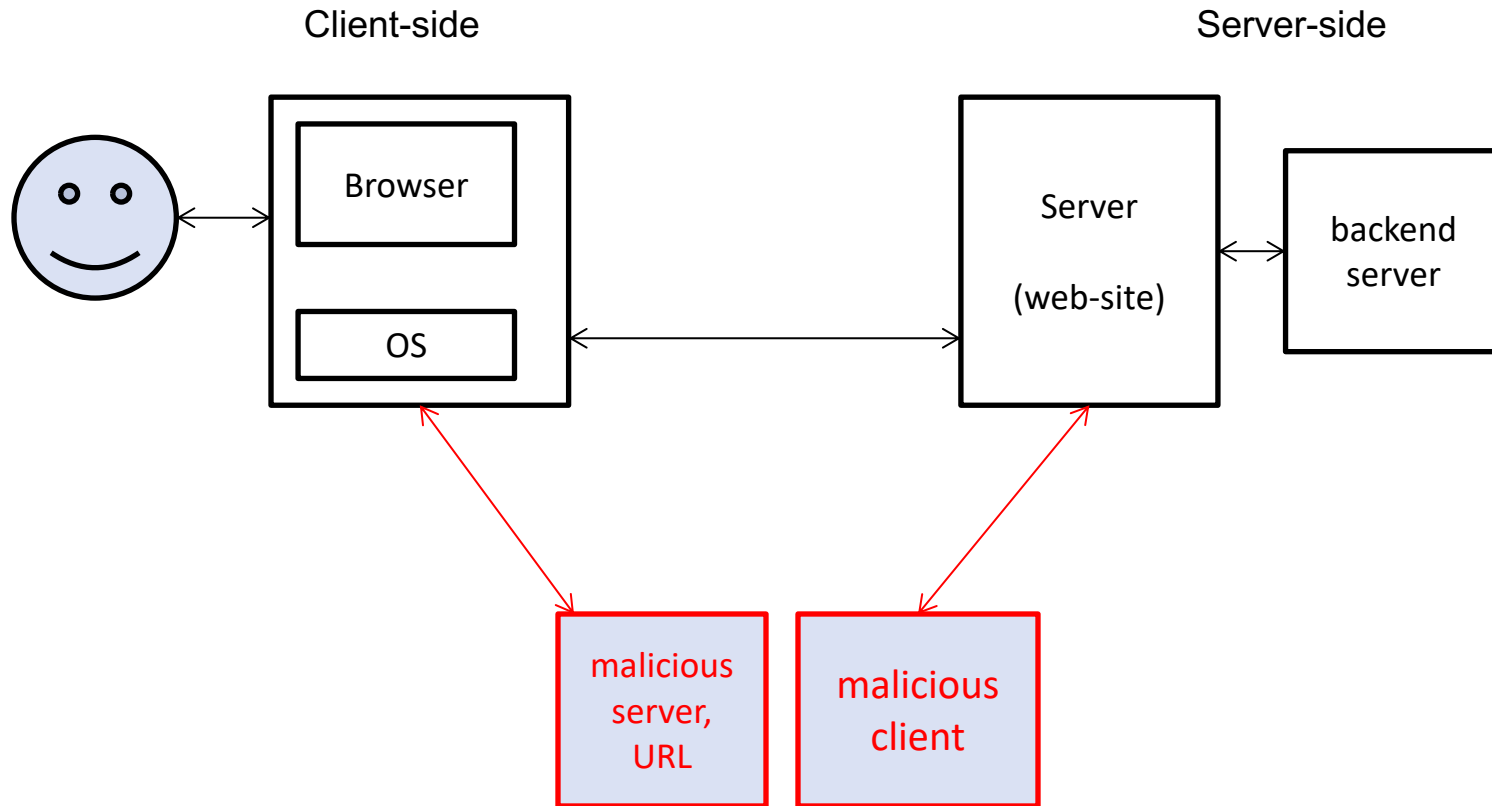 Client-side
Server-side
Browser
OS
Server
(web-site)
backend
server
malicious
server,
URL
malicious
client